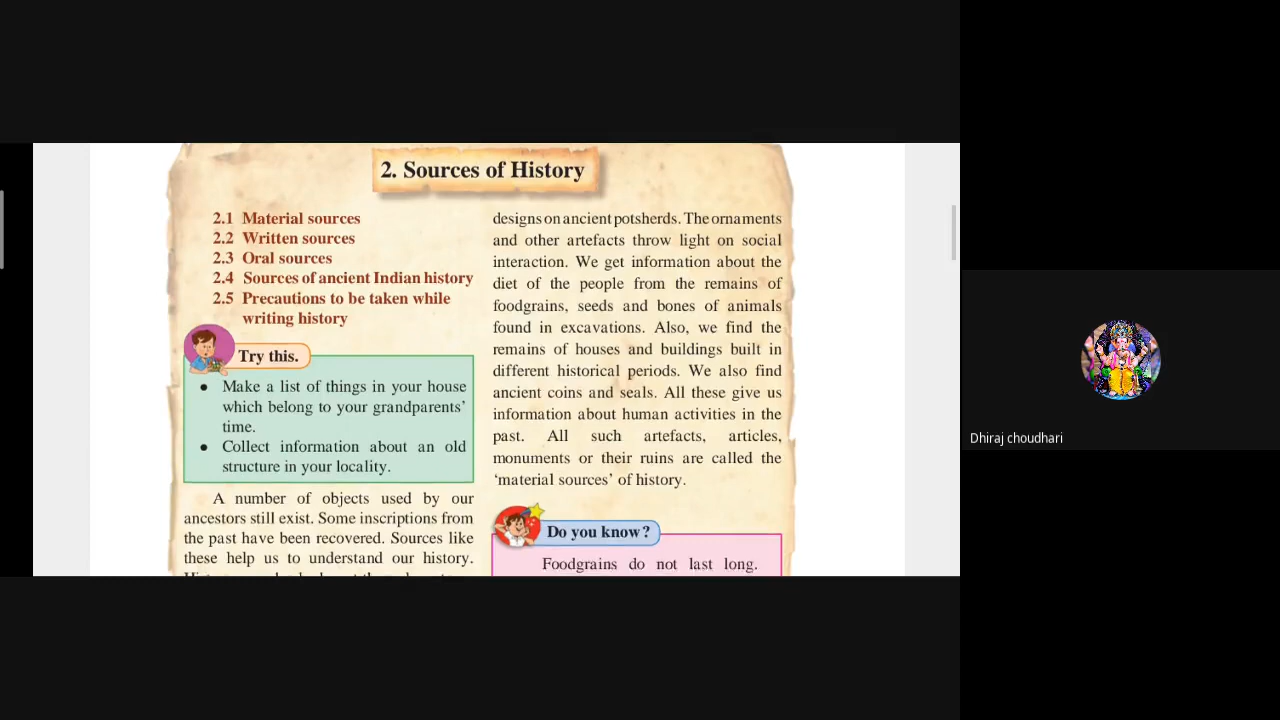 2. Sources of History
2.1 Material sources
2.2 Written sources
2.3 Oral sources
2.4 Sources of ancient Indian history
2.5 Precautions to be taken while
writing history
Try this.
● Make a list of things in your house
which belong to your grandparents'
time.
● Collect information about an old
structure in your locality.
A number of objects used by our
ancestors still exist. Some inscriptions from
the past have been recovered. Sources like
these help us to understand our history.
designs on ancient potsherds. The ornaments
and other artefacts throw light on social
interaction. We get information about the
diet of the people from the remains of
foodgrains, seeds and bones of animals
found in excavations. Also, we find the
remains of houses and buildings built in
different historical periods. We also find
ancient coins and seals. All these give us
information about human activities in the
past. All such artefacts, articles,
monuments or their ruins are called the
‘material sources’ of history.
Do you know?
Foodgrains do not last long.
Dhiraj choudhari